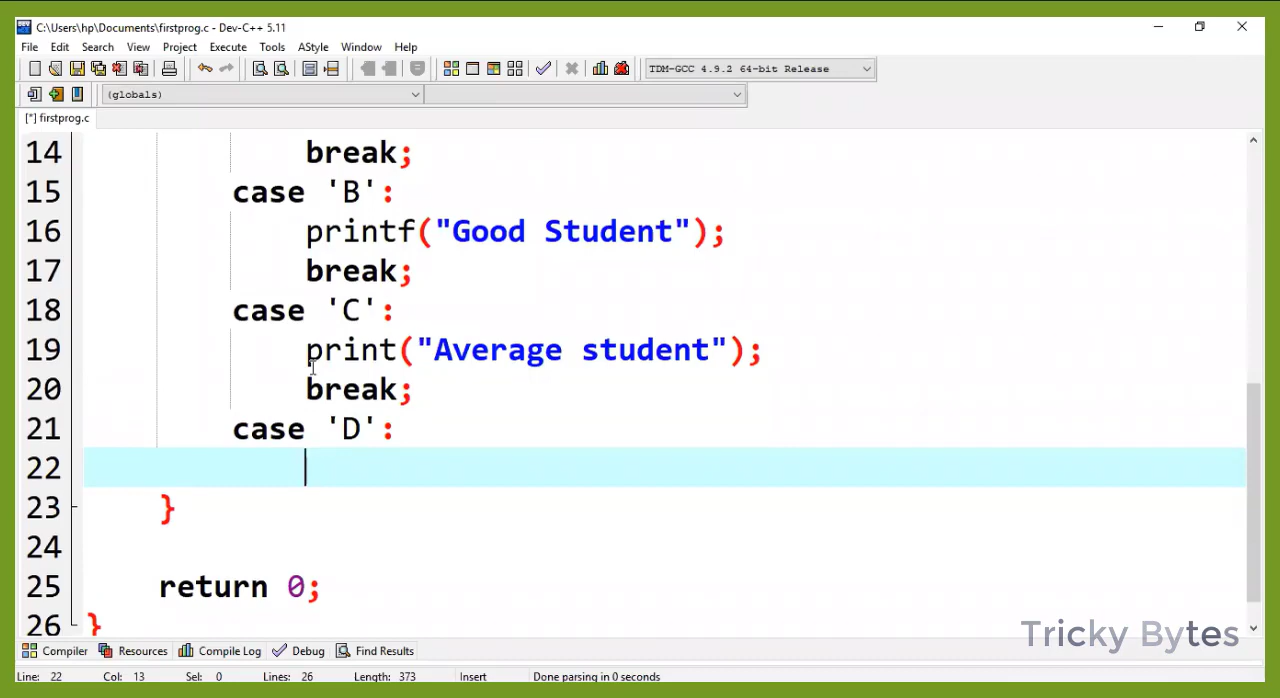 C:\Users\hp\Documents\firstprog.c - Dev-C++ 5.11
File Edit Search View Project Execute Tools AStyle Window Help
TDM-GCC 4.9.2 64-bit Release
(globals)
[*] firstprog.c
14 break;
15 case 'B':
16 printf("Good Student");
17 break;
18 case 'C':
19 print("Average student");
20 break;
21 case 'D':
22
23 }
24
25 return 0;
26 }
Tricky Bytes
Compiler Resources Compile Log Debug Find Results
Line: 22 Col: 13 Sel: 0 Lines: 26 Length: 373 Insert Done parsing in 0 seconds